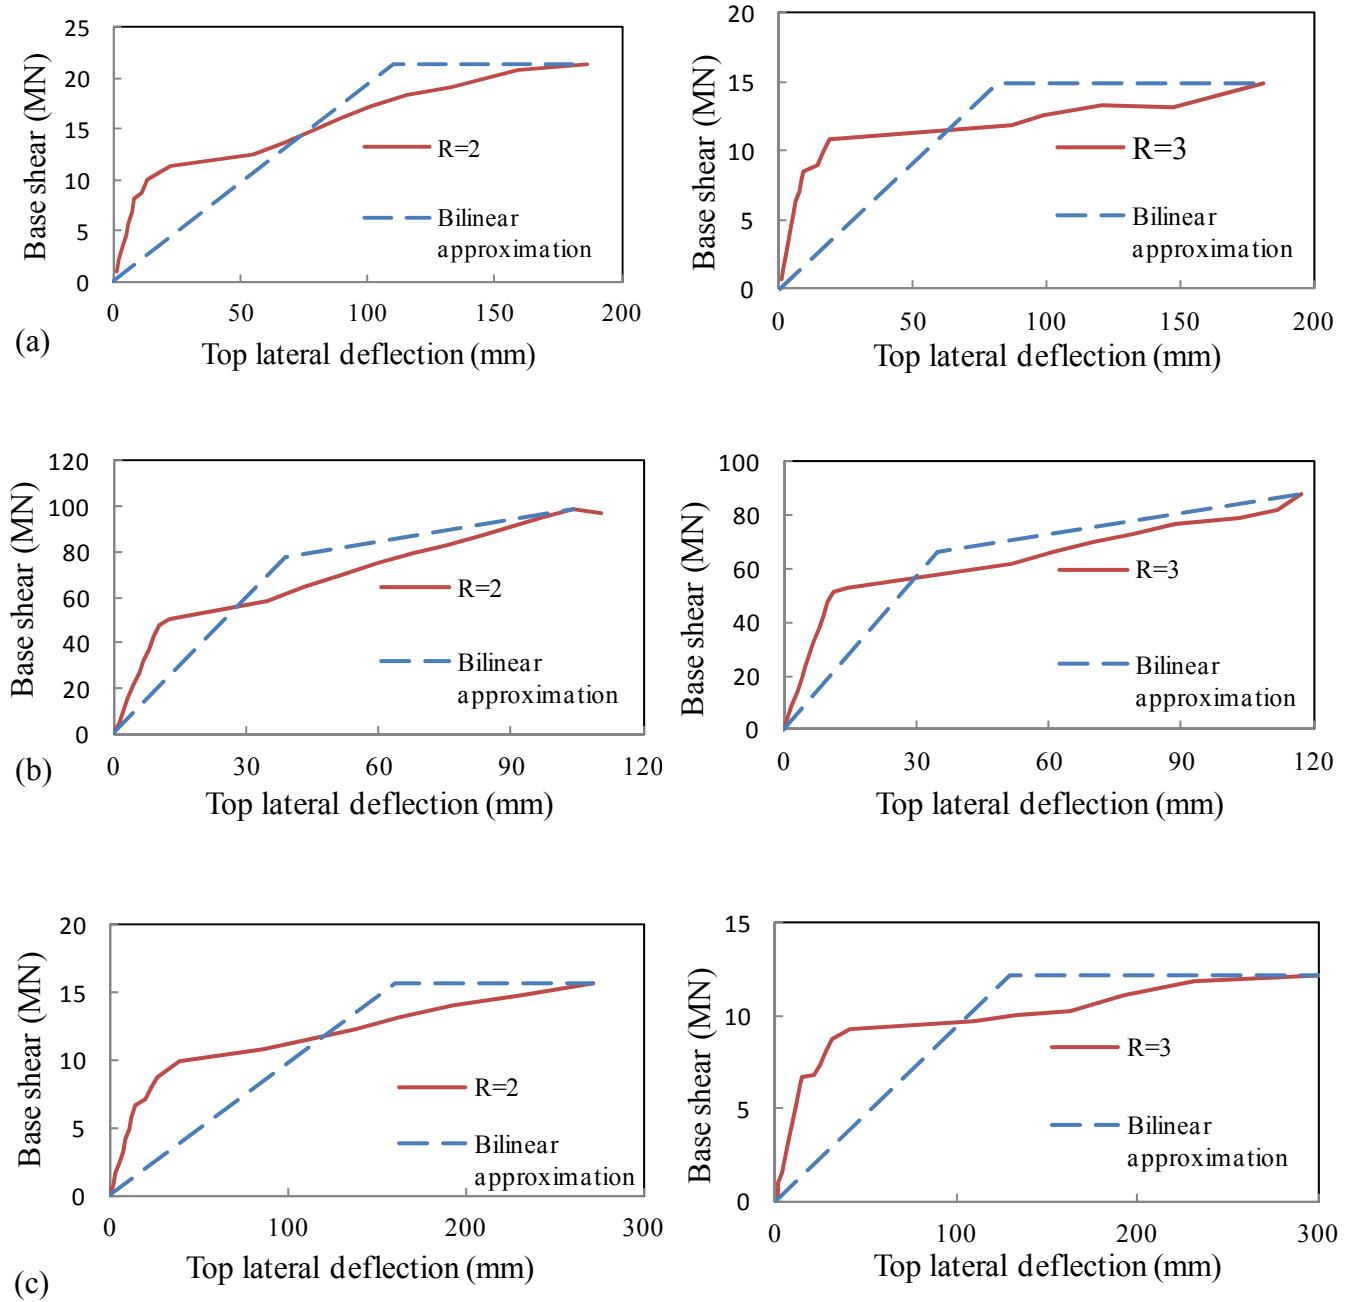 25
20
15
10
5
0
0 50 100 150 200
Base shear (MN)
Top lateral deflection (mm)
R=2
Bilinear
approximation
(a)
20
15
10
5
0
0 50 100 150 200
Base shear (MN)
Top lateral deflection (mm)
R=3
Bilinear
approximation
120
100
80
60
40
20
0
0 30 60 90 120
Base shear (MN)
Top lateral deflection (mm)
R=2
Bilinear
approximation
(b)
100
80
60
40
20
0
0 30 60 90 120
Base shear (MN)
Top lateral deflection (mm)
R=3
Bilinear
approximation
20
15
10
5
0
0 100 200 300
Base shear (MN)
Top lateral deflection (mm)
R=2
Bilinear
approximation
(c)
15
10
5
0
0 100 200 300
Base shear (MN)
Top lateral deflection (mm)
R=3
Bilinear
approximation